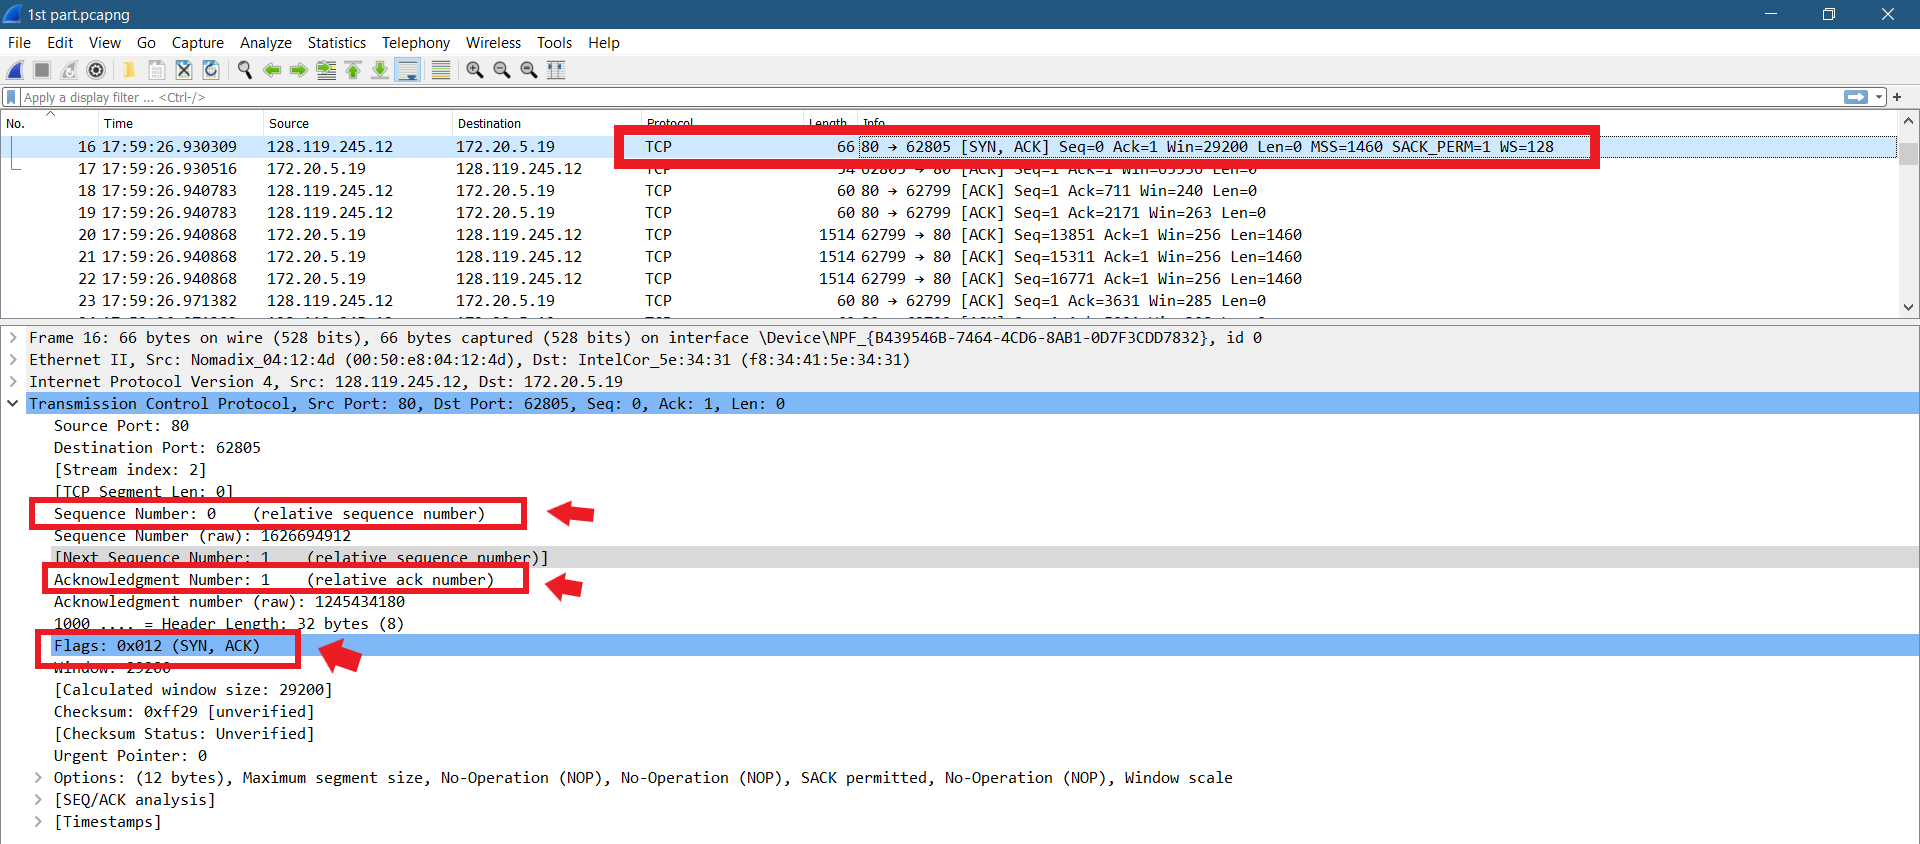 1st part.pcapng
File Edit View Go Capture Analyze Statistics Telephony Wireless Tools Help
Apply a display filter ... <Ctrl-/>
No. Time Source Destination Protocol Length Info
16 17:59:26.930309 128.119.245.12 172.20.5.19 TCP 66 80 → 62805 [SYN, ACK] Seq=0 Ack=1 Win=29200 Len=0 MSS=1460 SACK_PERM=1 WS=128
17 17:59:26.930516 172.20.5.19 128.119.245.12 TCP 54 62805 → 80 [ACK] Seq=1 Ack=1 Win=65536 Len=0
18 17:59:26.940783 128.119.245.12 172.20.5.19 TCP 60 80 → 62799 [ACK] Seq=1 Ack=711 Win=240 Len=0
19 17:59:26.940783 128.119.245.12 172.20.5.19 TCP 60 80 → 62799 [ACK] Seq=1 Ack=2171 Win=263 Len=0
20 17:59:26.940868 172.20.5.19 128.119.245.12 TCP 1514 62799 → 80 [ACK] Seq=13851 Ack=1 Win=256 Len=1460
21 17:59:26.940868 172.20.5.19 128.119.245.12 TCP 1514 62799 → 80 [ACK] Seq=15311 Ack=1 Win=256 Len=1460
22 17:59:26.940868 172.20.5.19 128.119.245.12 TCP 1514 62799 → 80 [ACK] Seq=16771 Ack=1 Win=256 Len=1460
23 17:59:26.971382 128.119.245.12 172.20.5.19 TCP 60 80 → 62799 [ACK] Seq=1 Ack=3631 Win=285 Len=0
Frame 16: 66 bytes on wire (528 bits), 66 bytes captured (528 bits) on interface \Device\NPF_{B439546B-7464-4CD6-8AB1-0D7F3CDD7832}, id 0
Ethernet II, Src: Nomadix_04:12:4d (00:50:e8:04:12:4d), Dst: IntelCor_5e:34:31 (f8:34:41:5e:34:31)
Internet Protocol Version 4, Src: 128.119.245.12, Dst: 172.20.5.19
Transmission Control Protocol, Src Port: 80, Dst Port: 62805, Seq: 0, Ack: 1, Len: 0
Source Port: 80
Destination Port: 62805
[Stream index: 2]
[TCP Segment Len: 0]
Sequence Number: 0 (relative sequence number)
Sequence Number (raw): 1626694912
[Next Sequence Number: 1 (relative sequence number)]
Acknowledgment Number: 1 (relative ack number)
Acknowledgment number (raw): 1245434180
1000 .... = Header Length: 32 bytes (8)
Flags: 0x012 (SYN, ACK)
Window: 29200
[Calculated window size: 29200]
Checksum: 0xff29 [unverified]
[Checksum Status: Unverified]
Urgent Pointer: 0
Options: (12 bytes), Maximum segment size, No-Operation (NOP), No-Operation (NOP), SACK permitted, No-Operation (NOP), Window scale
[SEQ/ACK analysis]
[Timestamps]